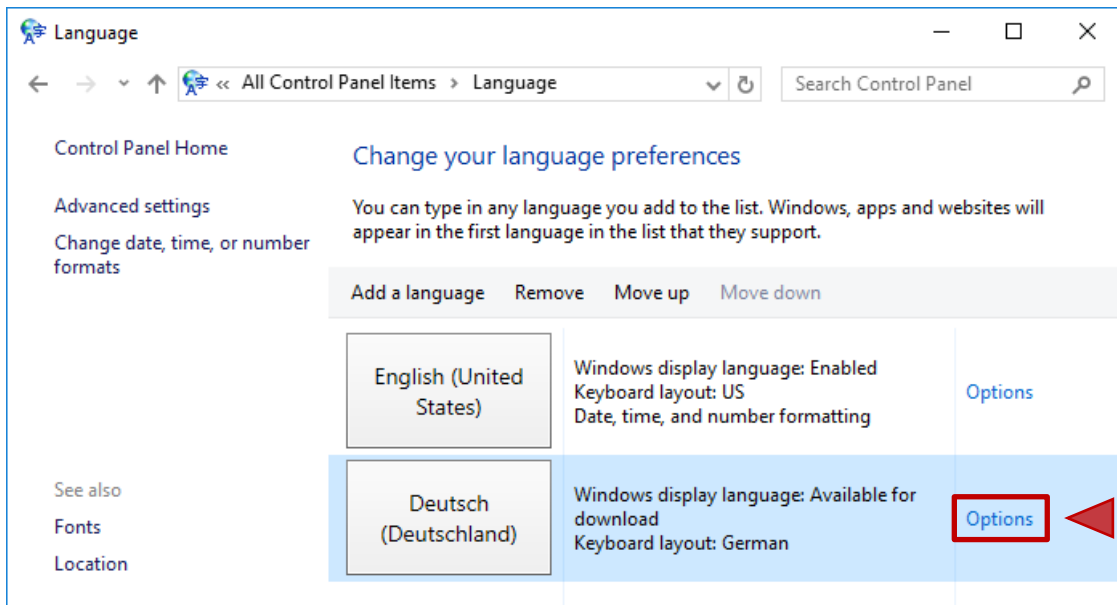 Language
« All Control Panel Items › Language
Search Control Panel
Control Panel Home
Advanced settings
Change date, time, or number
formats
See also
Fonts
Location
Change your language preferences
You can type in any language you add to the list. Windows, apps and websites will
appear in the first language in the list that they support.
Add a language Remove Move up Move down
English (United
States)
Windows display language: Enabled
Keyboard layout: US
Date, time, and number formatting
Options
Deutsch
(Deutschland)
Windows display language: Available for
download
Keyboard layout: German
Options